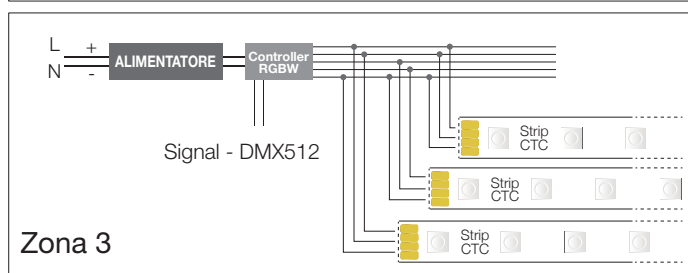 L +
N -
ALIMENTATORE
Controller
RGBW
Signal - DMX512
Strip
CTC
Strip
CTC
Strip
CTC
Zona 3